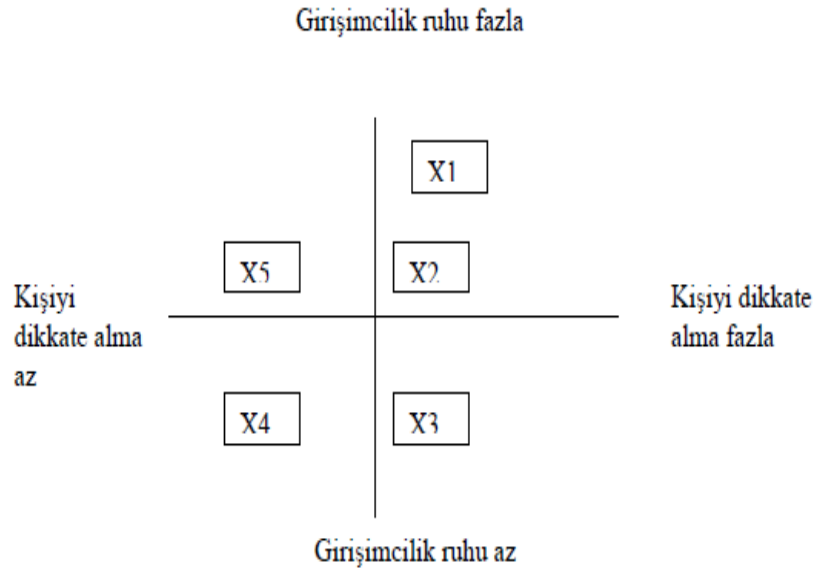 Girişimcilik ruhu fazla
X1
X5
X2
Kişiyi
dikkate alma
az
Kişiyi dikkate
alma fazla
X4
X3
Girişimcilik ruhu az